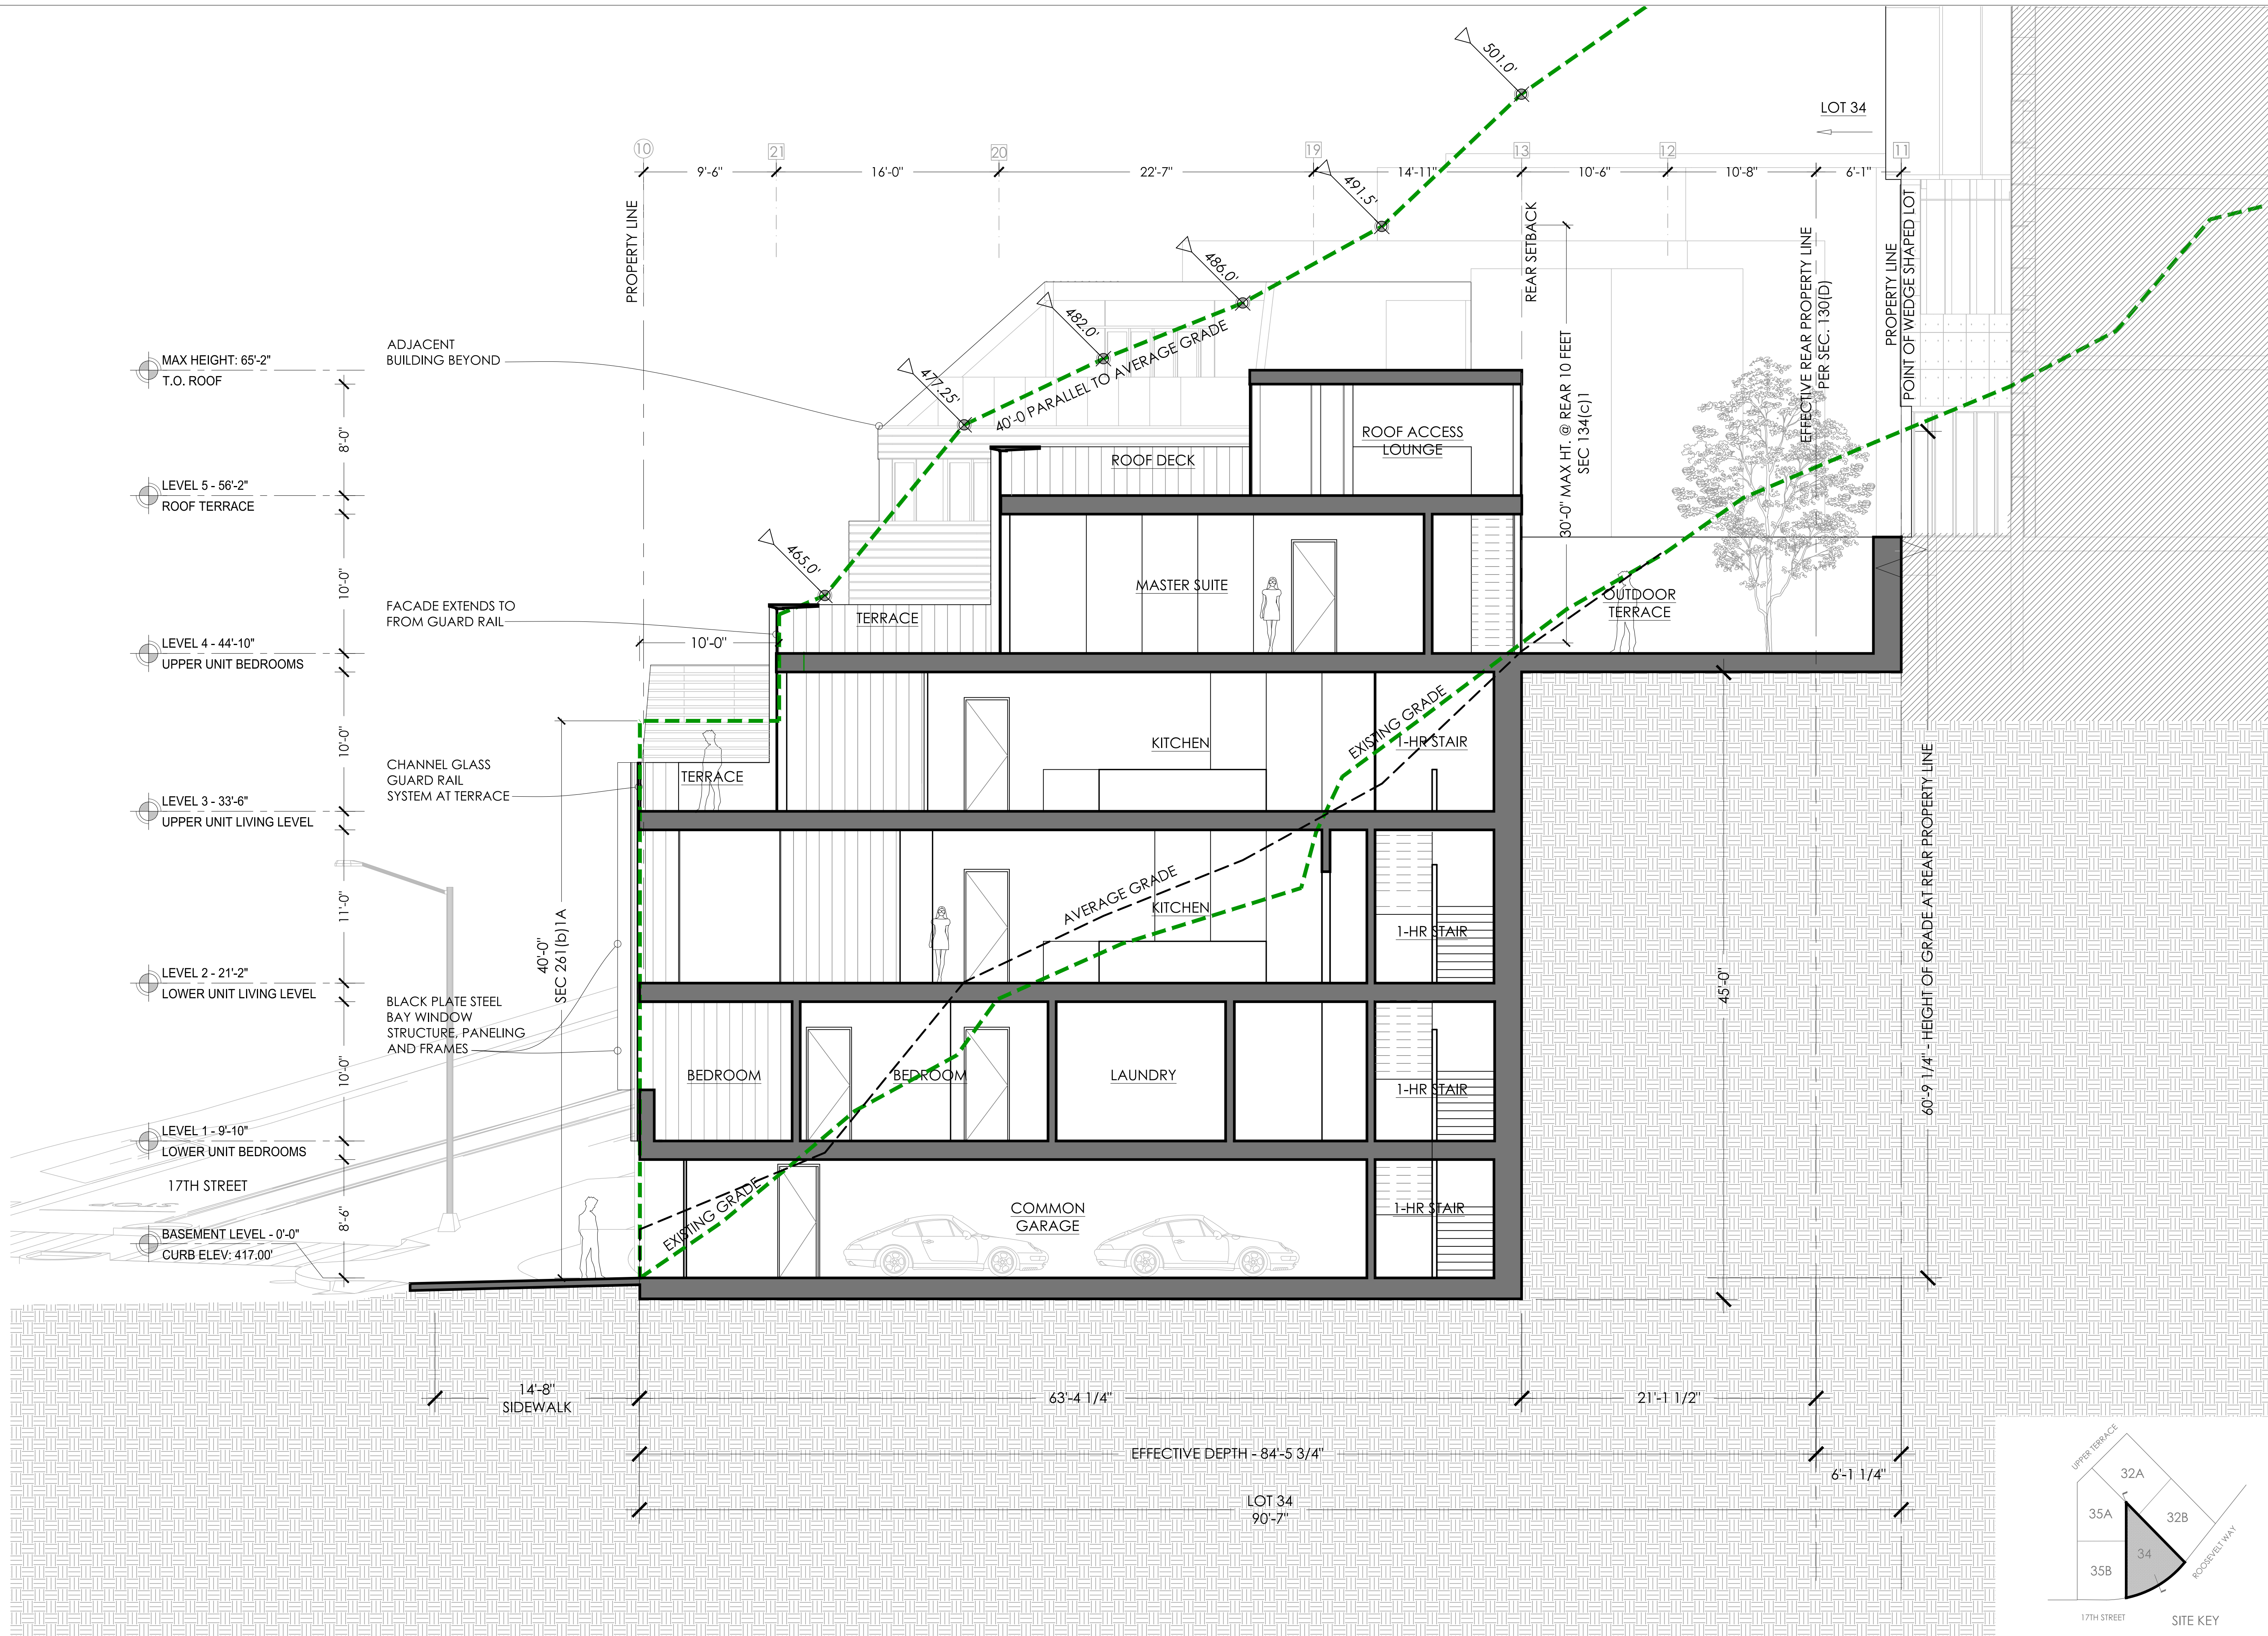 501.0'
LOT 34
10
21
20
19
13
12
11
9'-6"
16'-0"
22'-7"
14'-11"
10'-6"
10'-8"
6'-1"
491.5'
486.0'
482.0'
477.25'
465.0'
PROPERTY LINE
REAR SETBACK
EFFECTIVE REAR PROPERTY LINE
PER SEC. 130(D)
PROPERTY LINE
POINT OF WEDGE SHAPED LOT
40'-0 PARALLEL TO AVERAGE GRADE
30'-0" MAX HT. @ REAR 10 FEET
SEC 134(c)1
ADJACENT
BUILDING BEYOND
MAX HEIGHT: 65'-2"
T.O. ROOF
8'-0"
LEVEL 5 - 56'-2"
ROOF TERRACE
10'-0"
FACADE EXTENDS TO
FROM GUARD RAIL
LEVEL 4 - 44'-10"
UPPER UNIT BEDROOMS
10'-0"
CHANNEL GLASS
GUARD RAIL
SYSTEM AT TERRACE
LEVEL 3 - 33'-6"
UPPER UNIT LIVING LEVEL
11'-0"
LEVEL 2 - 21'-2"
LOWER UNIT LIVING LEVEL
BLACK PLATE STEEL
BAY WINDOW
STRUCTURE, PANELING
AND FRAMES
10'-0"
LEVEL 1 - 9'-10"
LOWER UNIT BEDROOMS
17TH STREET
8'-6"
BASEMENT LEVEL - 0'-0"
CURB ELEV: 417.00'
STOP
40'-0"
SEC 261(b)1A
ROOF ACCESS
LOUNGE
ROOF DECK
MASTER SUITE
TERRACE
10'-0"
OUTDOOR
TERRACE
TERRACE
KITCHEN
EXISTING GRADE
1-HR STAIR
AVERAGE GRADE
KITCHEN
1-HR STAIR
BEDROOM
BEDROOM
LAUNDRY
1-HR STAIR
EXISTING GRADE
COMMON
GARAGE
1-HR STAIR
45'-0"
60'-9 1/4" - HEIGHT OF GRADE AT REAR PROPERTY LINE
14'-8"
SIDEWALK
63'-4 1/4"
21'-1 1/2"
EFFECTIVE DEPTH - 84'-5 3/4"
6'-1 1/4"
LOT 34
90'-7"
UPPER TERRACE
32A
35A
32B
34
35B
ROOSEVELT WAY
17TH STREET
SITE KEY